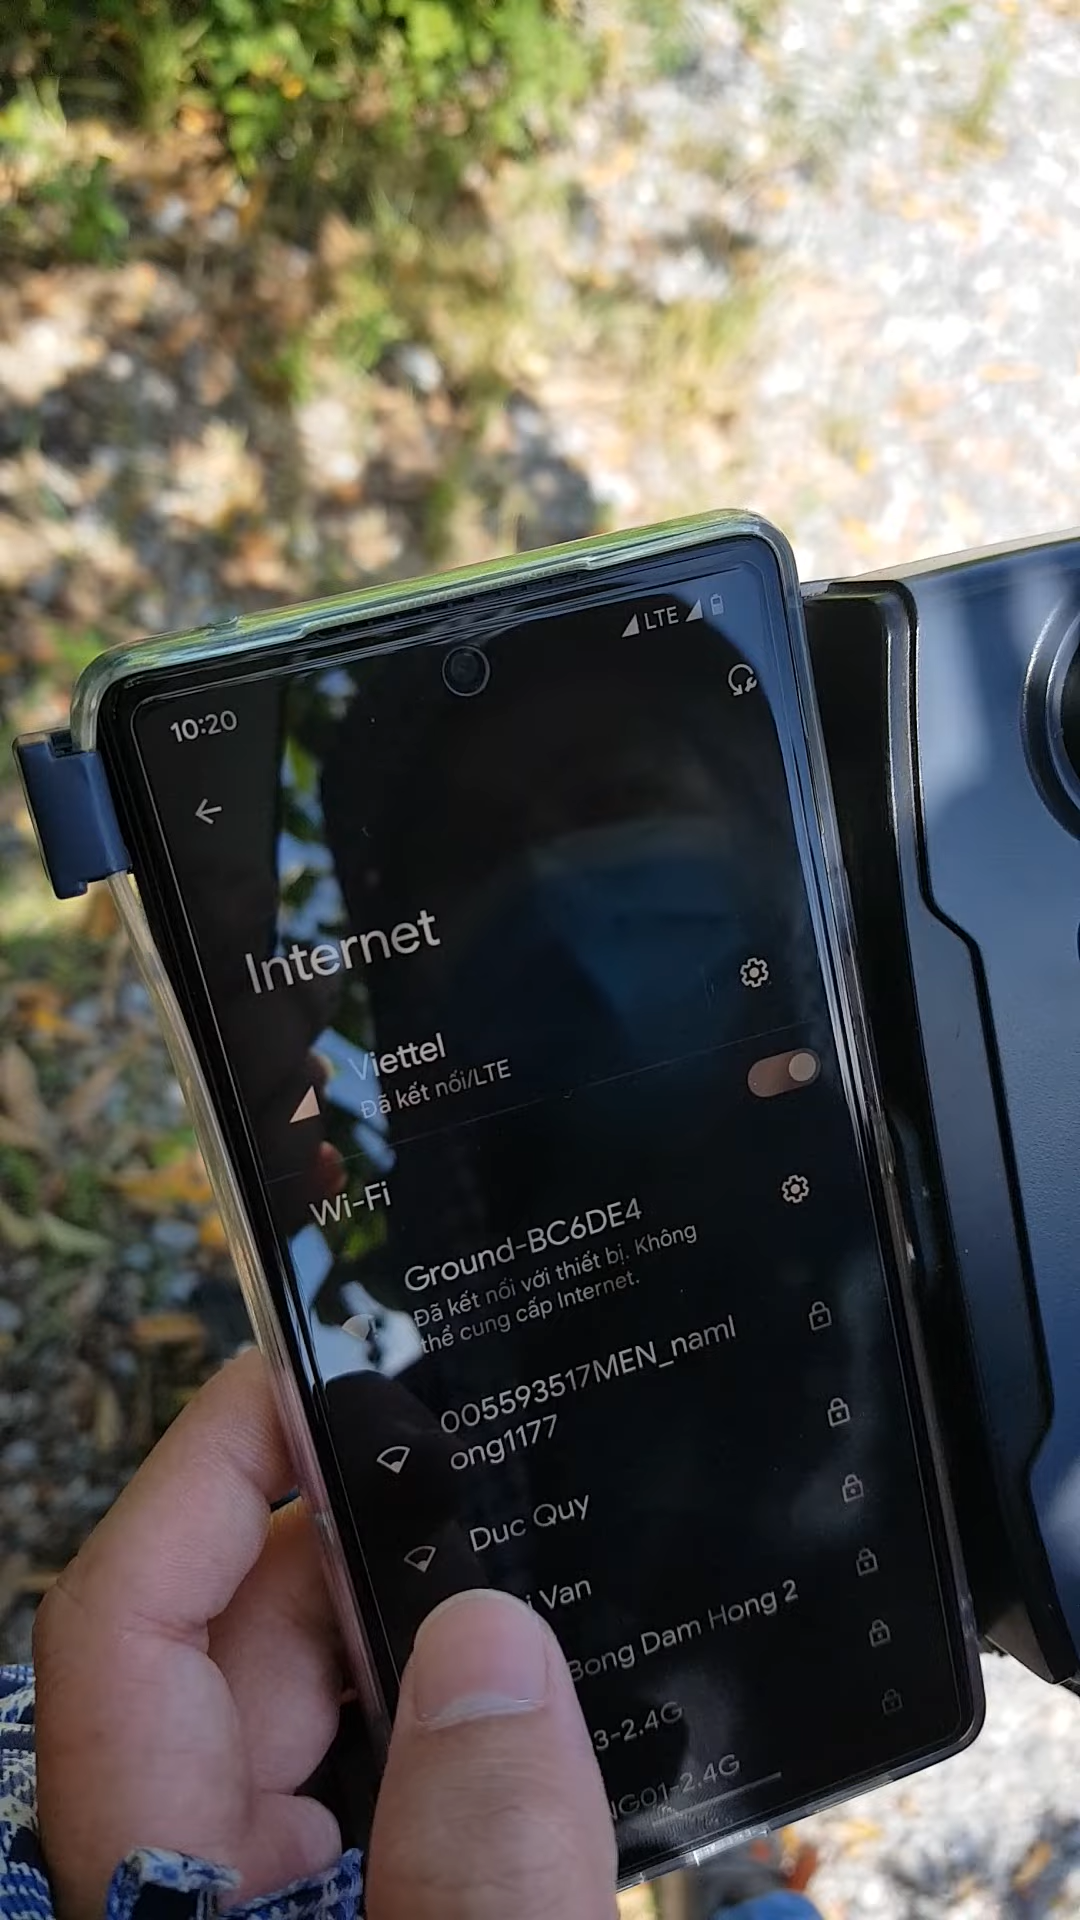 10:20
LTE
Internet
Viettel
Đã kết nối/LTE
Wi-Fi
Ground-BC6DE4
Đã kết nối với thiết bị. Không
thể cung cấp Internet.
005593517MEN_naml
ong1177
Duc Quy
Van
Bong Dam Hong 2
3-2.4G
G01-2.4G